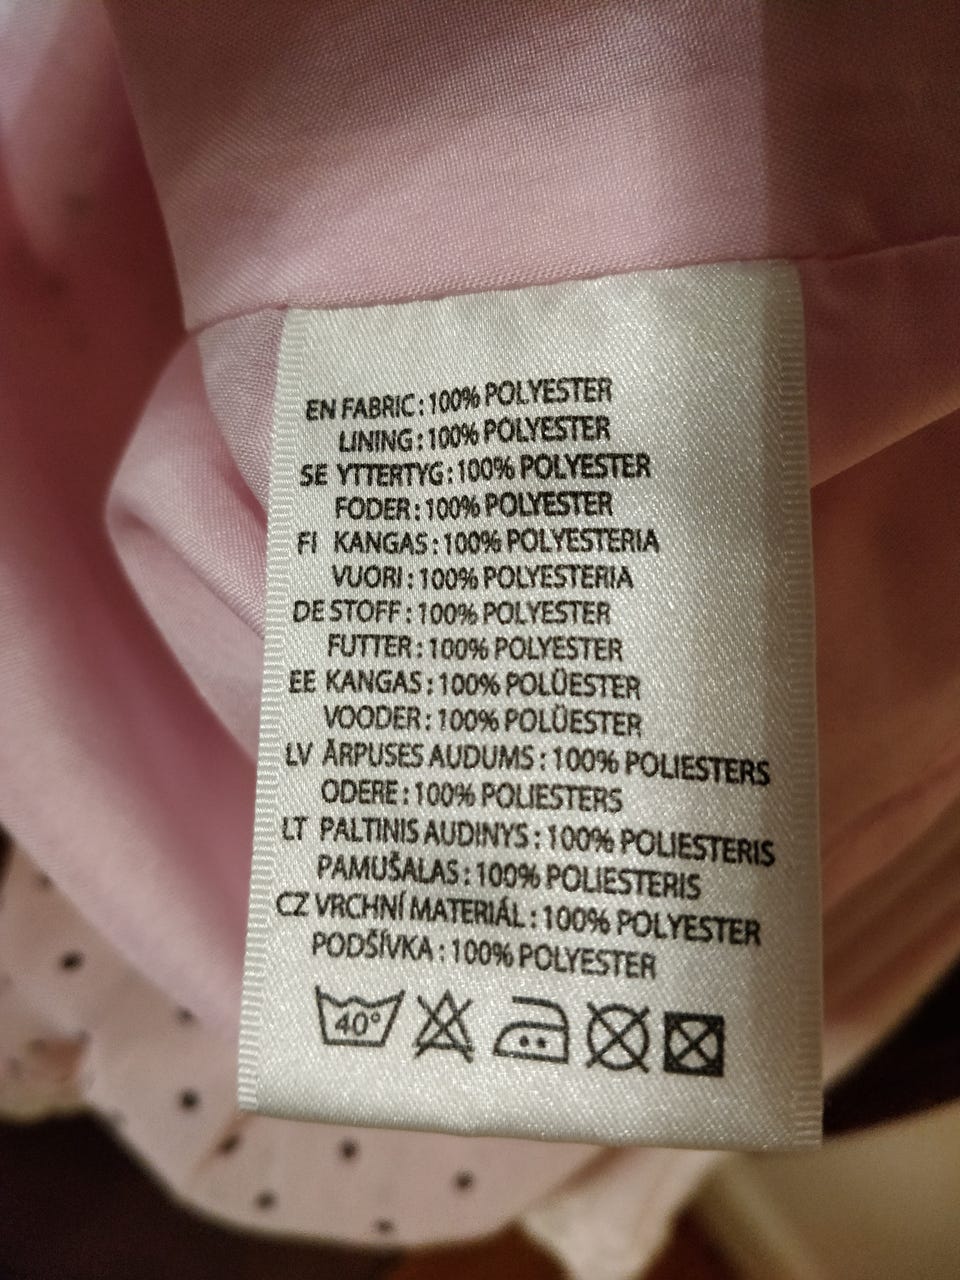 EN FABRIC : 100% POLYESTER
LINING : 100% POLYESTER
SE YTTERTYG : 100% POLYESTER
FODER : 100% POLYESTER
FI KANGAS : 100% POLYESTERIA
VUORI : 100% POLYESTERIA
DE STOFF : 100% POLYESTER
FUTTER : 100% POLYESTER
EE KANGAS : 100% POLÜESTER
VOODER : 100% POLÜESTER
LV ĀRPUSES AUDUMS : 100% POLIESTERS
ODERE : 100% POLIESTERS
LT PALTINIS AUDINYS : 100% POLIESTERIS
PAMUŠALAS : 100% POLIESTERIS
CZ VRCHNÍ MATERIÁL : 100% POLYESTER
PODŠÍVKA : 100% POLYESTER
40°